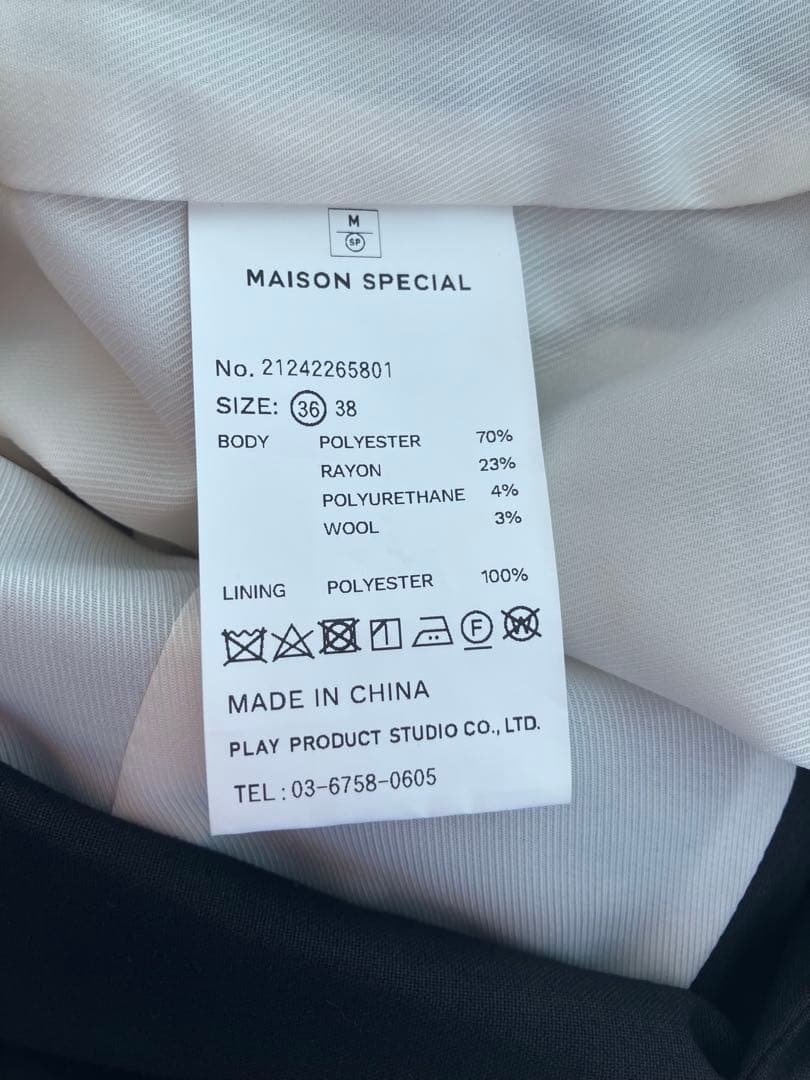 M
SP
MAISON SPECIAL
No. 21242265801
SIZE: 36 38
BODY POLYESTER 70%
RAYON 23%
POLYURETHANE 4%
WOOL 3%
LINING POLYESTER 100%
F W
MADE IN CHINA
PLAY PRODUCT STUDIO CO., LTD.
TEL : 03-6758-0605